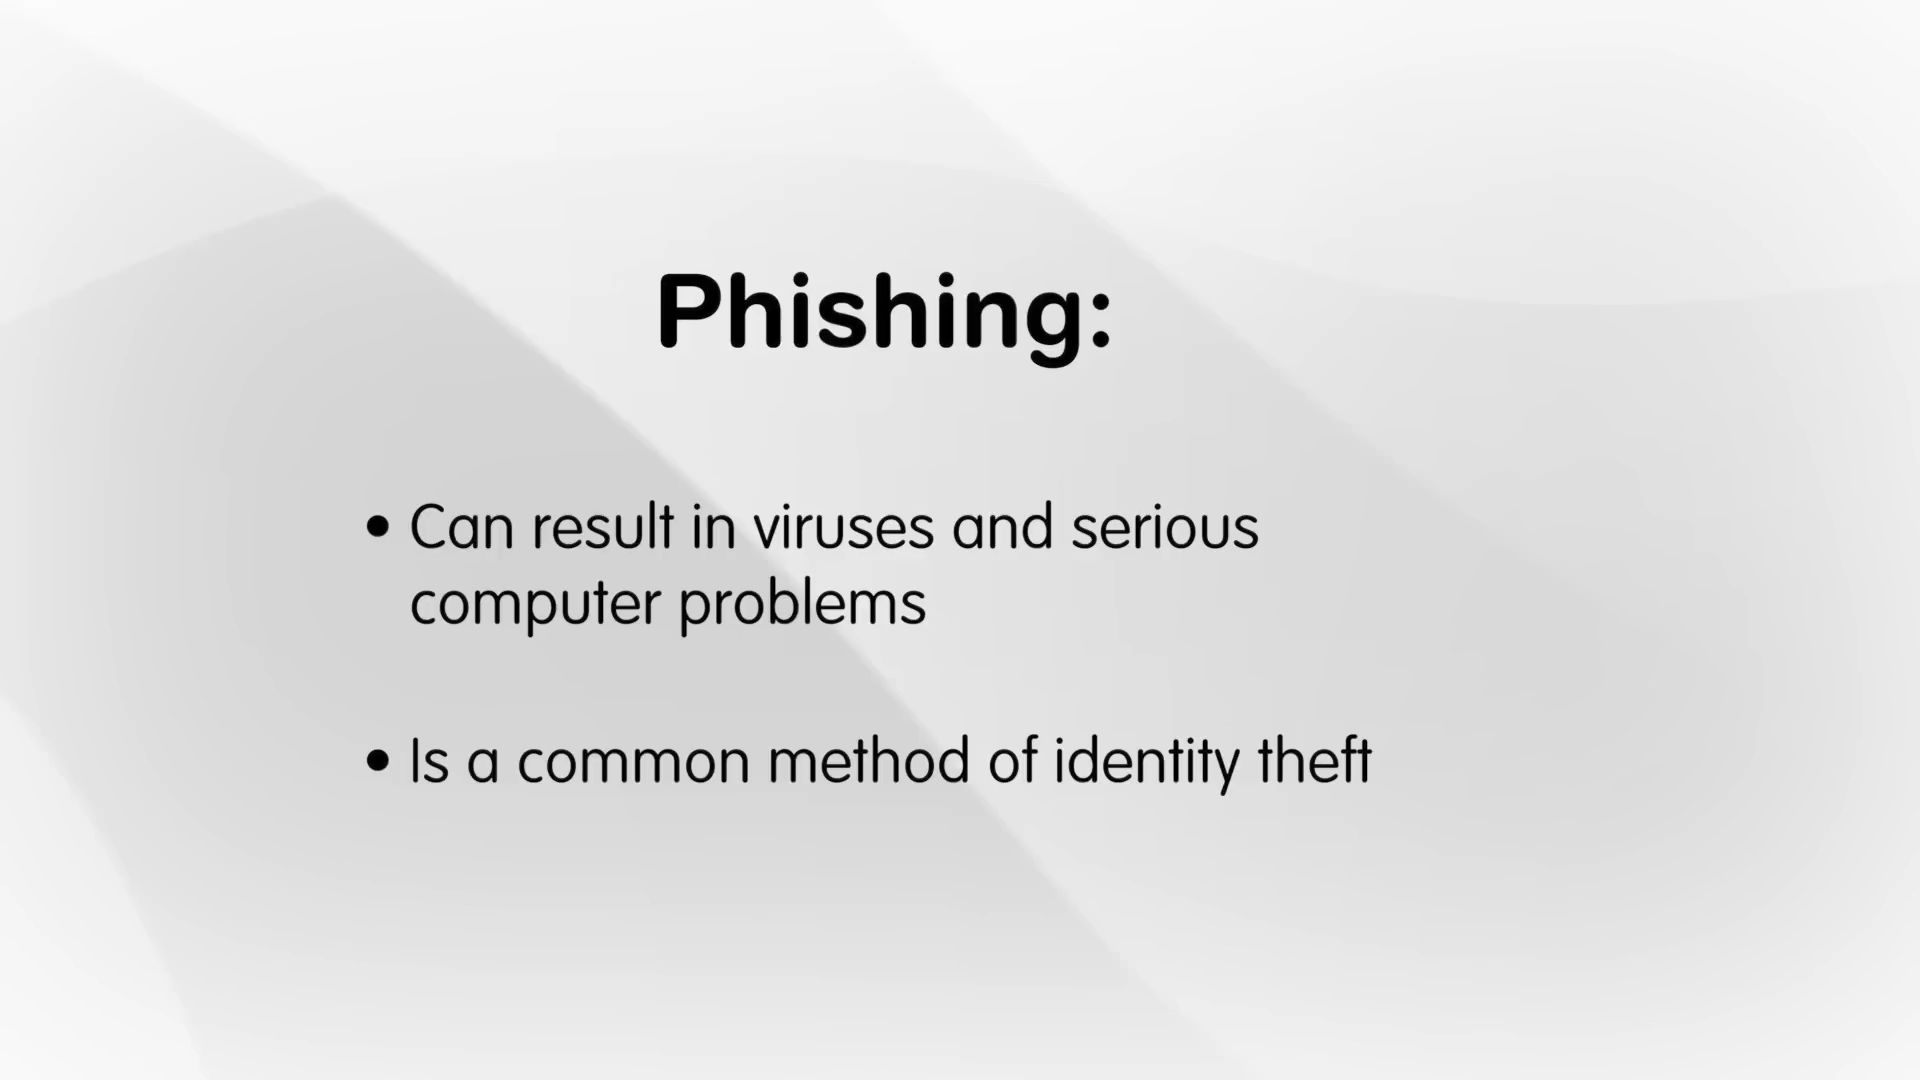 Phishing:
• Can result in viruses and serious
computer problems
• Is a common method of identity theft